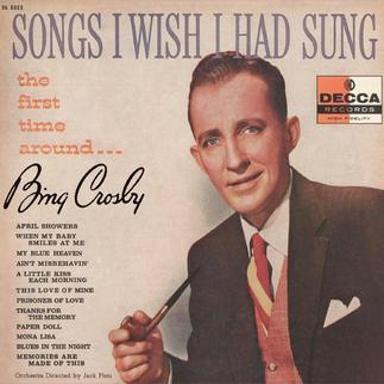 SONGS I WISH I HAD SUNG
the
first
time
around...
DECCA
RECORDS
HIGH FIDELITY
Bing Crosby
APRIL SHOWERS
WHEN MY BABY
SMILES AT ME
MY BLUE HEAVEN
AIN'T MISBEHAVIN'
A LITTLE KISS
EACH MORNING
THIS LOVE OF MINE
PRISONER OF LOVE
THANKS FOR
THE MEMORY
PAPER DOLL
MONA LISA
BLUES IN THE NIGHT
MEMORIES ARE
MADE OF THIS
Orchestra Directed by Jack Pleis